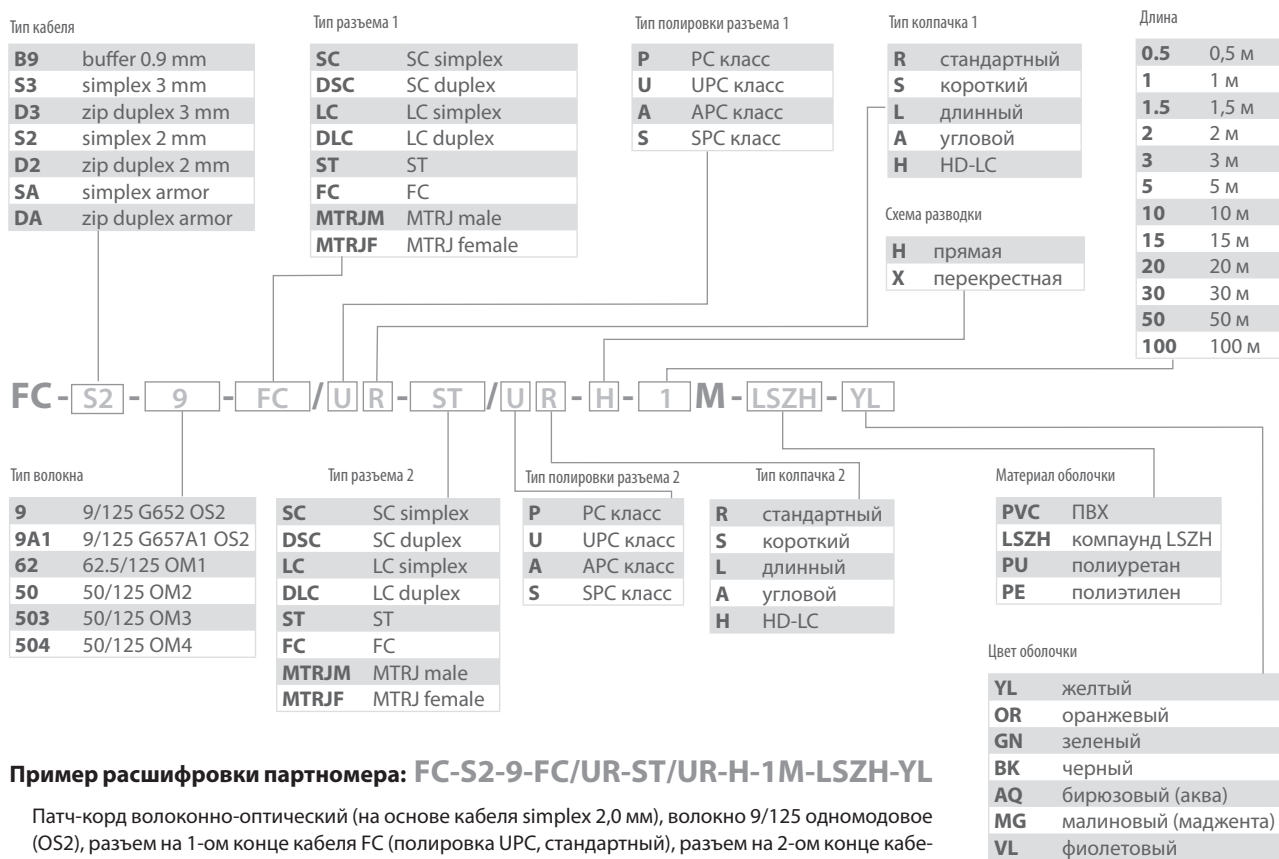 Тип кабеля
B9 buffer 0.9 mm
S3 simplex 3 mm
D3 zip duplex 3 mm
S2 simplex 2 mm
D2 zip duplex 2 mm
SA simplex armor
DA zip duplex armor
Тип разъема 1
SC SC simplex
DSC SC duplex
LC LC simplex
DLC LC duplex
ST ST
FC FC
MTRJM MTRJ male
MTRJF MTRJ female
Тип полировки разъема 1
P PC класс
U UPC класс
A APC класс
S SPC класс
Тип колпачка 1
R стандартный
S короткий
L длинный
A угловой
H HD-LC
Схема разводки
H прямая
X перекрестная
Длина
0.5 0,5 м
1 1 м
1.5 1,5 м
2 2 м
3 3 м
5 5 м
10 10 м
15 15 м
20 20 м
30 30 м
50 50 м
100 100 м
FC-S2-9-FC/UR-ST/UR-H-1M-LSZH-YL
Тип волокна
9 9/125 G652 OS2
9A1 9/125 G657A1 OS2
62 62.5/125 OM1
50 50/125 OM2
503 50/125 OM3
504 50/125 OM4
Тип разъема 2
SC SC simplex
DSC SC duplex
LC LC simplex
DLC LC duplex
ST ST
FC FC
MTRJM MTRJ male
MTRJF MTRJ female
Тип полировки разъема 2
P PC класс
U UPC класс
A APC класс
S SPC класс
Тип колпачка 2
R стандартный
S короткий
L длинный
A угловой
H HD-LC
Материал оболочки
PVC ПВХ
LSZH компаунд LSZH
PU полиуретан
PE полиэтилен
Цвет оболочки
YL желтый
OR оранжевый
GN зеленый
BK черный
AQ бирюзовый (аква)
MG малиновый (маджента)
VL фиолетовый
Пример расшифровки партномера: FC-S2-9-FC/UR-ST/UR-H-1M-LSZH-YL
Патч-корд волоконно-оптический (на основе кабеля simplex 2,0 мм), волокно 9/125 одномодовое
(OS2), разъем на 1-ом конце кабеля FC (полировка UPC, стандартный), разъем на 2-ом конце кабе-